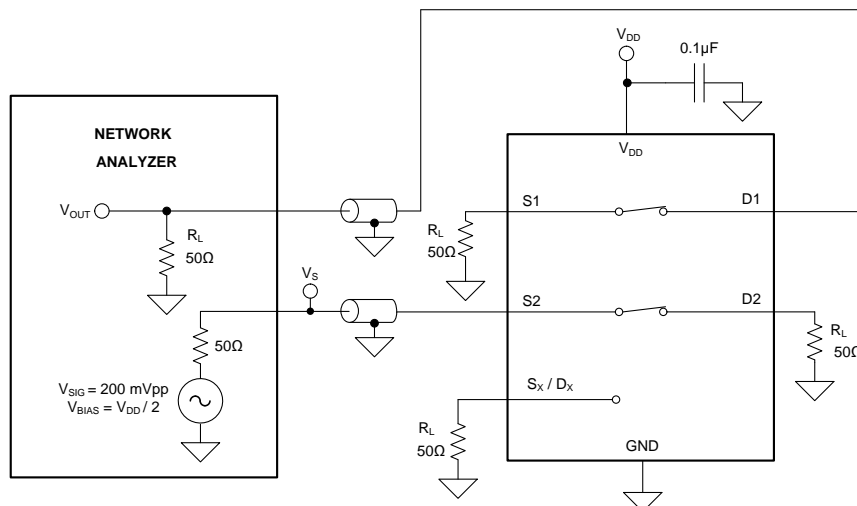 V_DD
0.1µF
NETWORK
ANALYZER
V_DD
V_OUT
R_L
50Ω
S1
D1
R_L
50Ω
V_S
50Ω
S2
D2
R_L
50Ω
V_SIG = 200 mVpp
V_BIAS = V_DD / 2
S_X / D_X
R_L
50Ω
GND